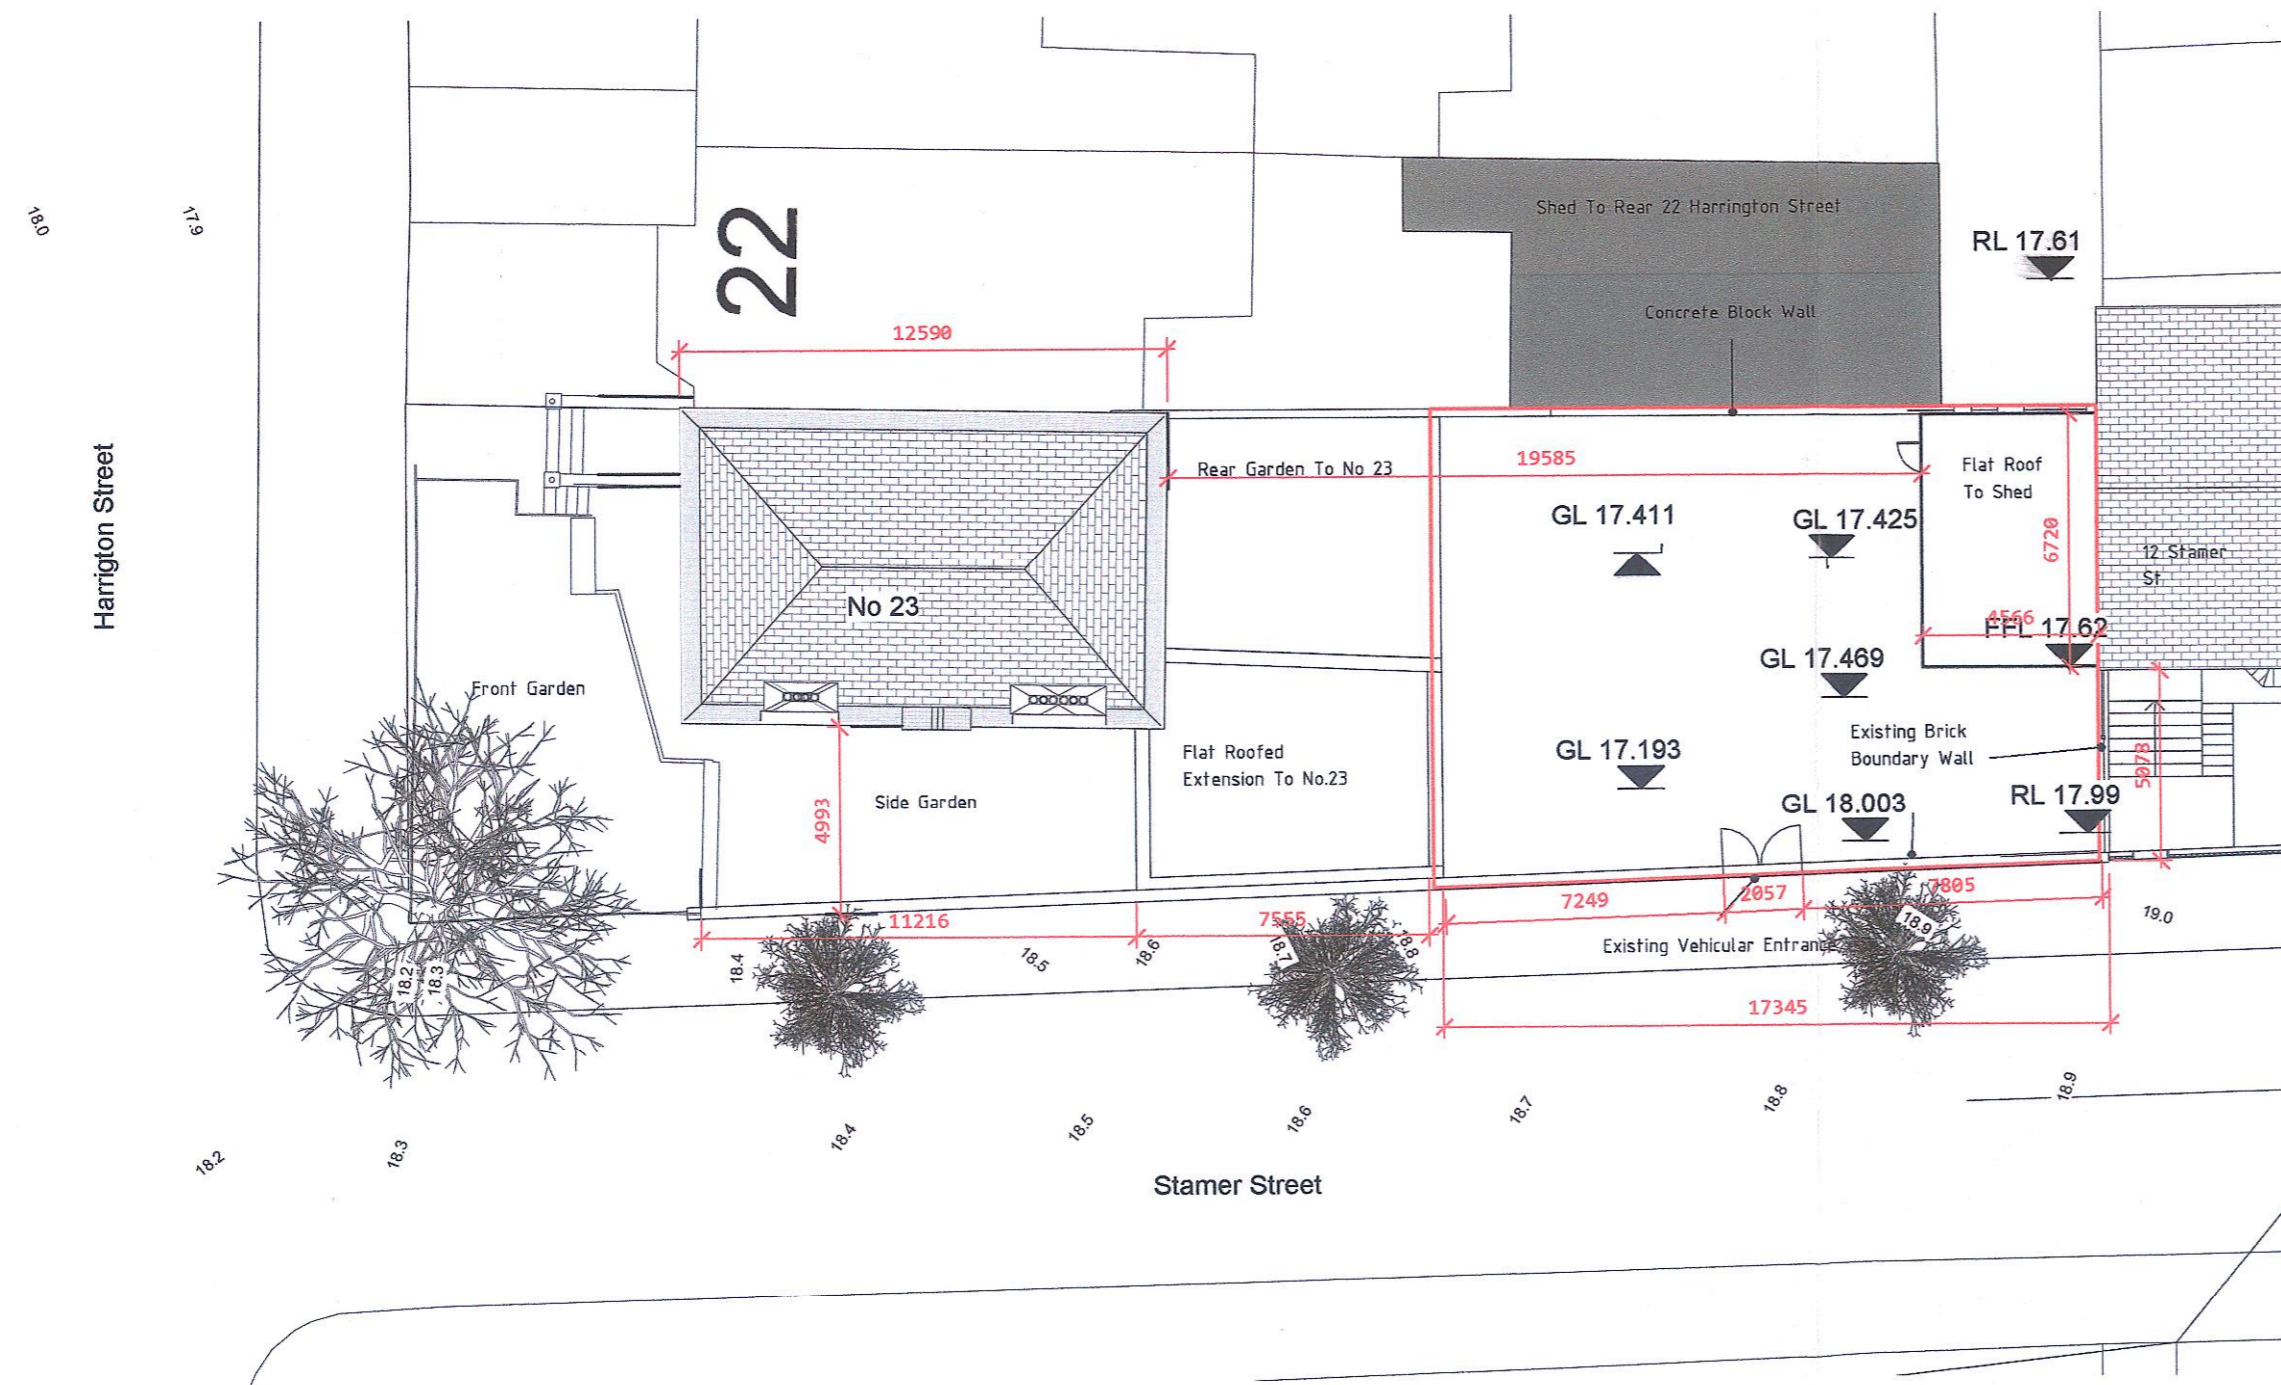 18.0
17.9
22
Shed To Rear 22 Harrington Street
RL 17.61
Concrete Block Wall
12590
Harrigton Street
Rear Garden To No 23
19585
Flat Roof
To Shed
GL 17.411
GL 17.425
6720
12 Stamer
St
No 23
4566
FFL 17.62
GL 17.469
Front Garden
Existing Brick
Boundary Wall
Flat Roofed
Extension To No.23
GL 17.193
5078
Side Garden
4993
GL 18.003
RL 17.99
7249
2057
7805
11216
7555
19.0
18.9
Existing Vehicular Entrance
18.2
18.3
18.4
18.5
18.6
18.7
18.8
17345
18.2
18.3
18.4
18.5
18.6
18.7
18.8
18.9
Stamer Street